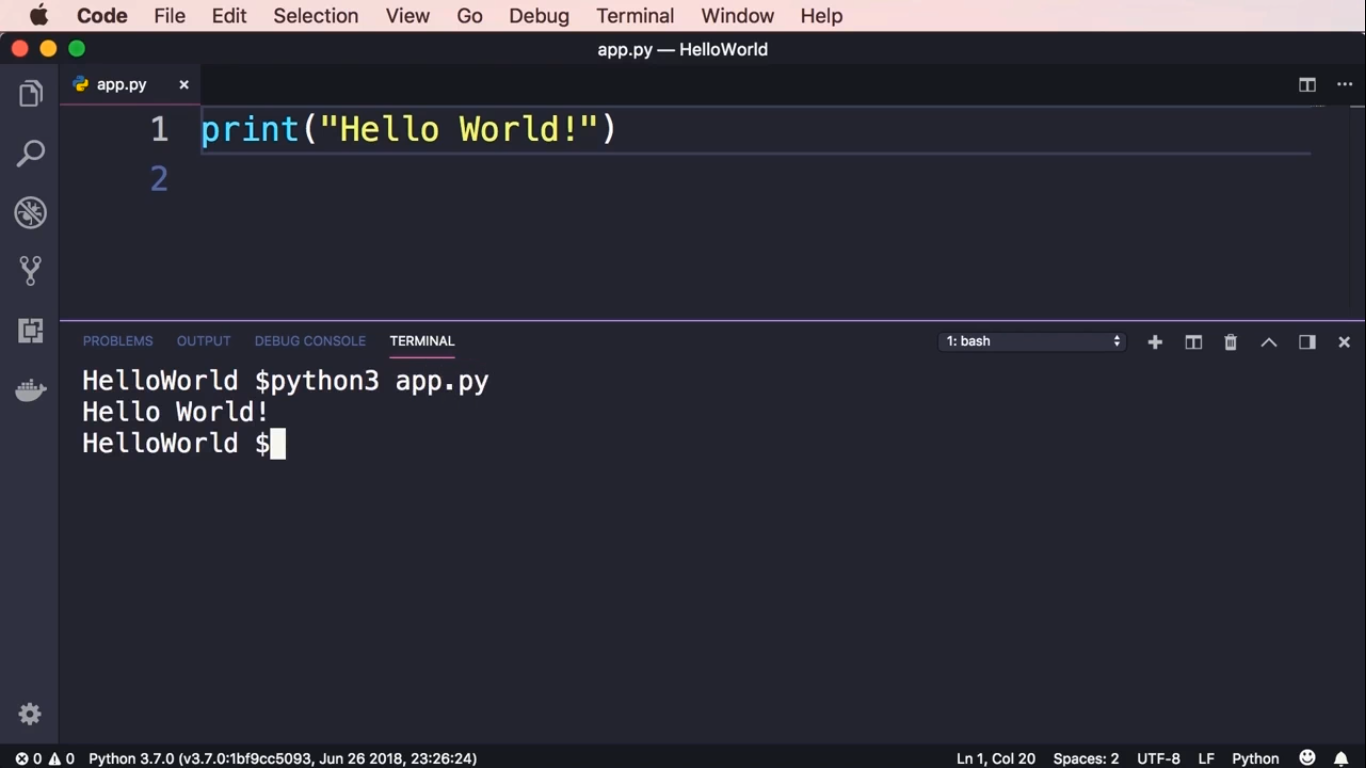 Code File Edit Selection View Go Debug Terminal Window Help
app.py — HelloWorld
app.py
1 print("Hello World!")
2
PROBLEMS OUTPUT DEBUG CONSOLE TERMINAL 1: bash
HelloWorld $python3 app.py
Hello World!
HelloWorld $
0 0 Python 3.7.0 (v3.7.0:1bf9cc5093, Jun 26 2018, 23:26:24) Ln 1, Col 20 Spaces: 2 UTF-8 LF Python